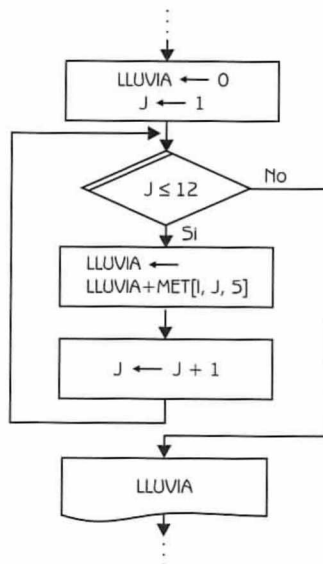 LLUVIA ← 0
J ← 1
J ≤ 12
No
Si
LLUVIA ←
LLUVIA+MET[I, J, 5]
J ← J + 1
LLUVIA